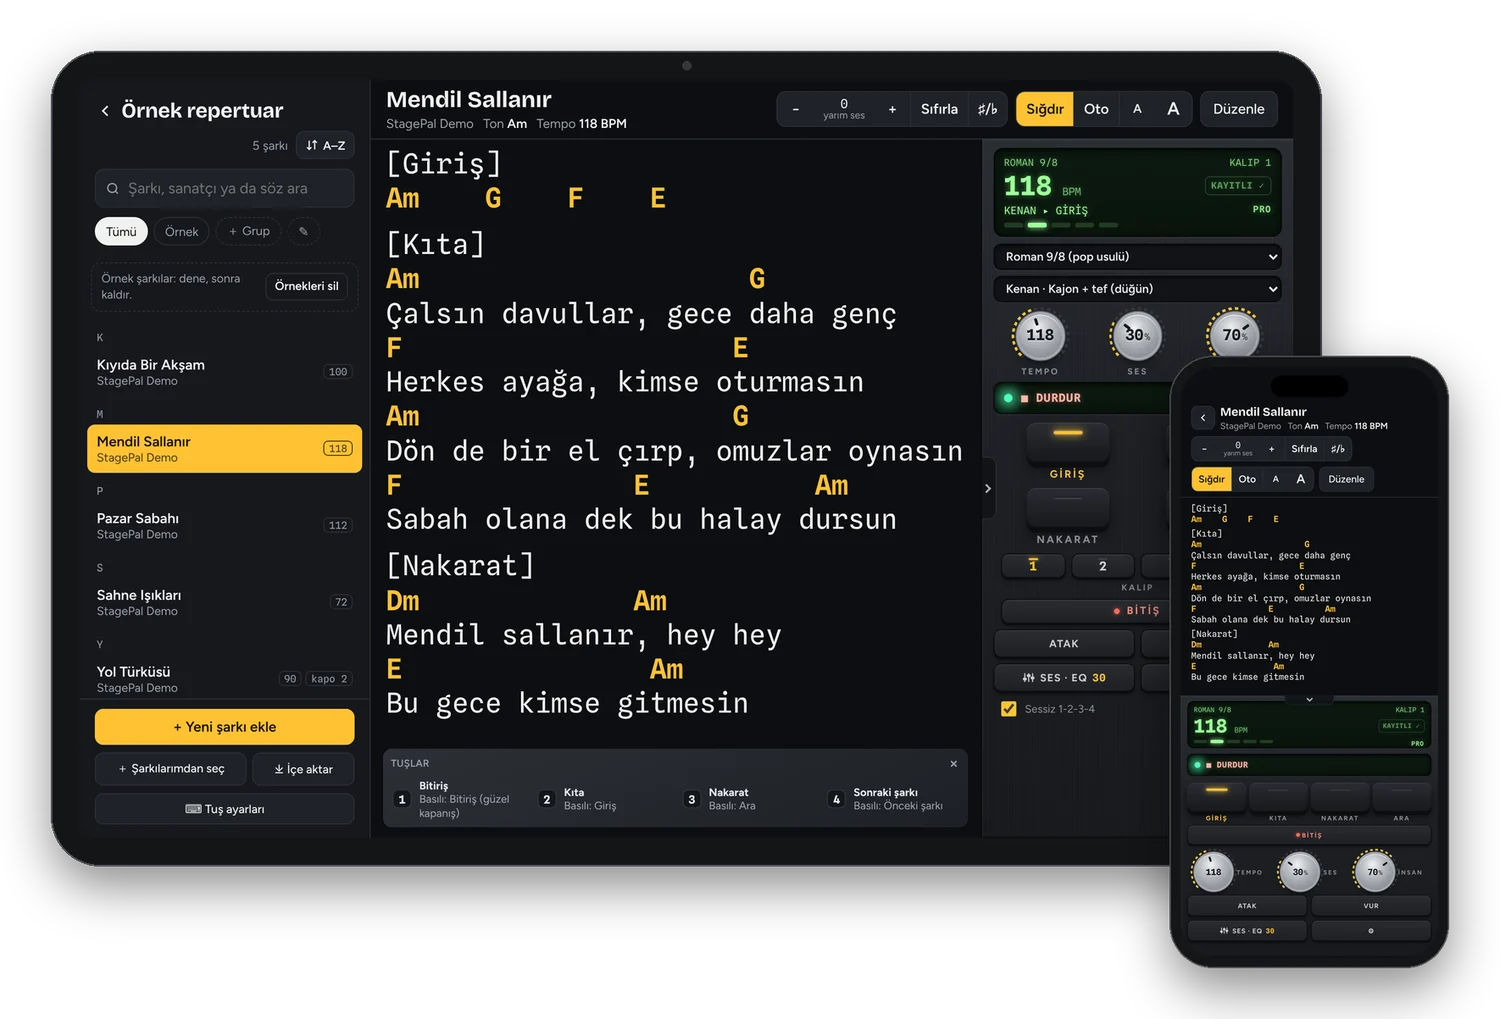 Örnek repertuar
5 şarkı
A–Z
Şarkı, sanatçı ya da söz ara
Tümü
Örnek
+ Grup
Örnek şarkılar: dene, sonra
kaldır.
Örnekleri sil
K
Kıyıda Bir Akşam
100
StagePal Demo
M
Mendil Sallanır
118
StagePal Demo
P
Pazar Sabahı
112
StagePal Demo
S
Sahne Işıkları
72
StagePal Demo
Y
Yol Türküsü
90 kapo 2
StagePal Demo
+ Yeni şarkı ekle
+ Şarkılarımdan seç
İçe aktar
Tuş ayarları
Mendil Sallanır
StagePal Demo Ton Am Tempo 118 BPM
- 0 +
yarım ses
Sıfırla
♯/♭
Sığdır
Oto
A
A
Düzenle
[Giriş]
Am G F E
[Kıta]
Am G
Çalsın davullar, gece daha genç
F E
Herkes ayağa, kimse oturmasın
Am G
Dön de bir el çırp, omuzlar oynasın
F E Am
Sabah olana dek bu halay dursun
[Nakarat]
Dm Am
Mendil sallanır, hey hey
E Am
Bu gece kimse gitmesin
TUŞLAR
×
1 Bitiriş
Basılı: Bitiriş (güzel
kapanış)
2 Kıta
Basılı: Giriş
3 Nakarat
Basılı: Ara
4 Sonraki şarkı
Basılı: Önceki şarkı
ROMAN 9/8 KALIP 1
118 BPM
KAYITLI ✓
KENAN ▸ GİRİŞ
PRO
Roman 9/8 (pop usulü)
Kenan · Kajon + tef (düğün)
118 30% 70%
TEMPO SES
DURDUR
GİRİŞ
NAKARAT
1 2
KALIP
BİTİŞ
ATAK
SES · EQ 30
Sessiz 1-2-3-4
Mendil Sallanır
StagePal Demo Ton Am Tempo 118 BPM
- 0 +
yarım ses
Sıfırla
♯/♭
Sığdır
Oto
A
A
Düzenle
[Giriş]
Am G F E
[Kıta]
Am G
Çalsın davullar, gece daha genç
F E
Herkes ayağa, kimse oturmasın
Am G
Dön de bir el çırp, omuzlar oynasın
F E Am
Sabah olana dek bu halay dursun
[Nakarat]
Dm Am
Mendil sallanır, hey hey
E Am
Bu gece kimse gitmesin
ROMAN 9/8 KALIP 1
118 BPM
KAYITLI ✓
PRO
DURDUR
GİRİŞ KITA NAKARAT ARA
BİTİŞ
118 TEMPO 30% SES 70% İNSAN
ATAK VUR
SES · EQ 30